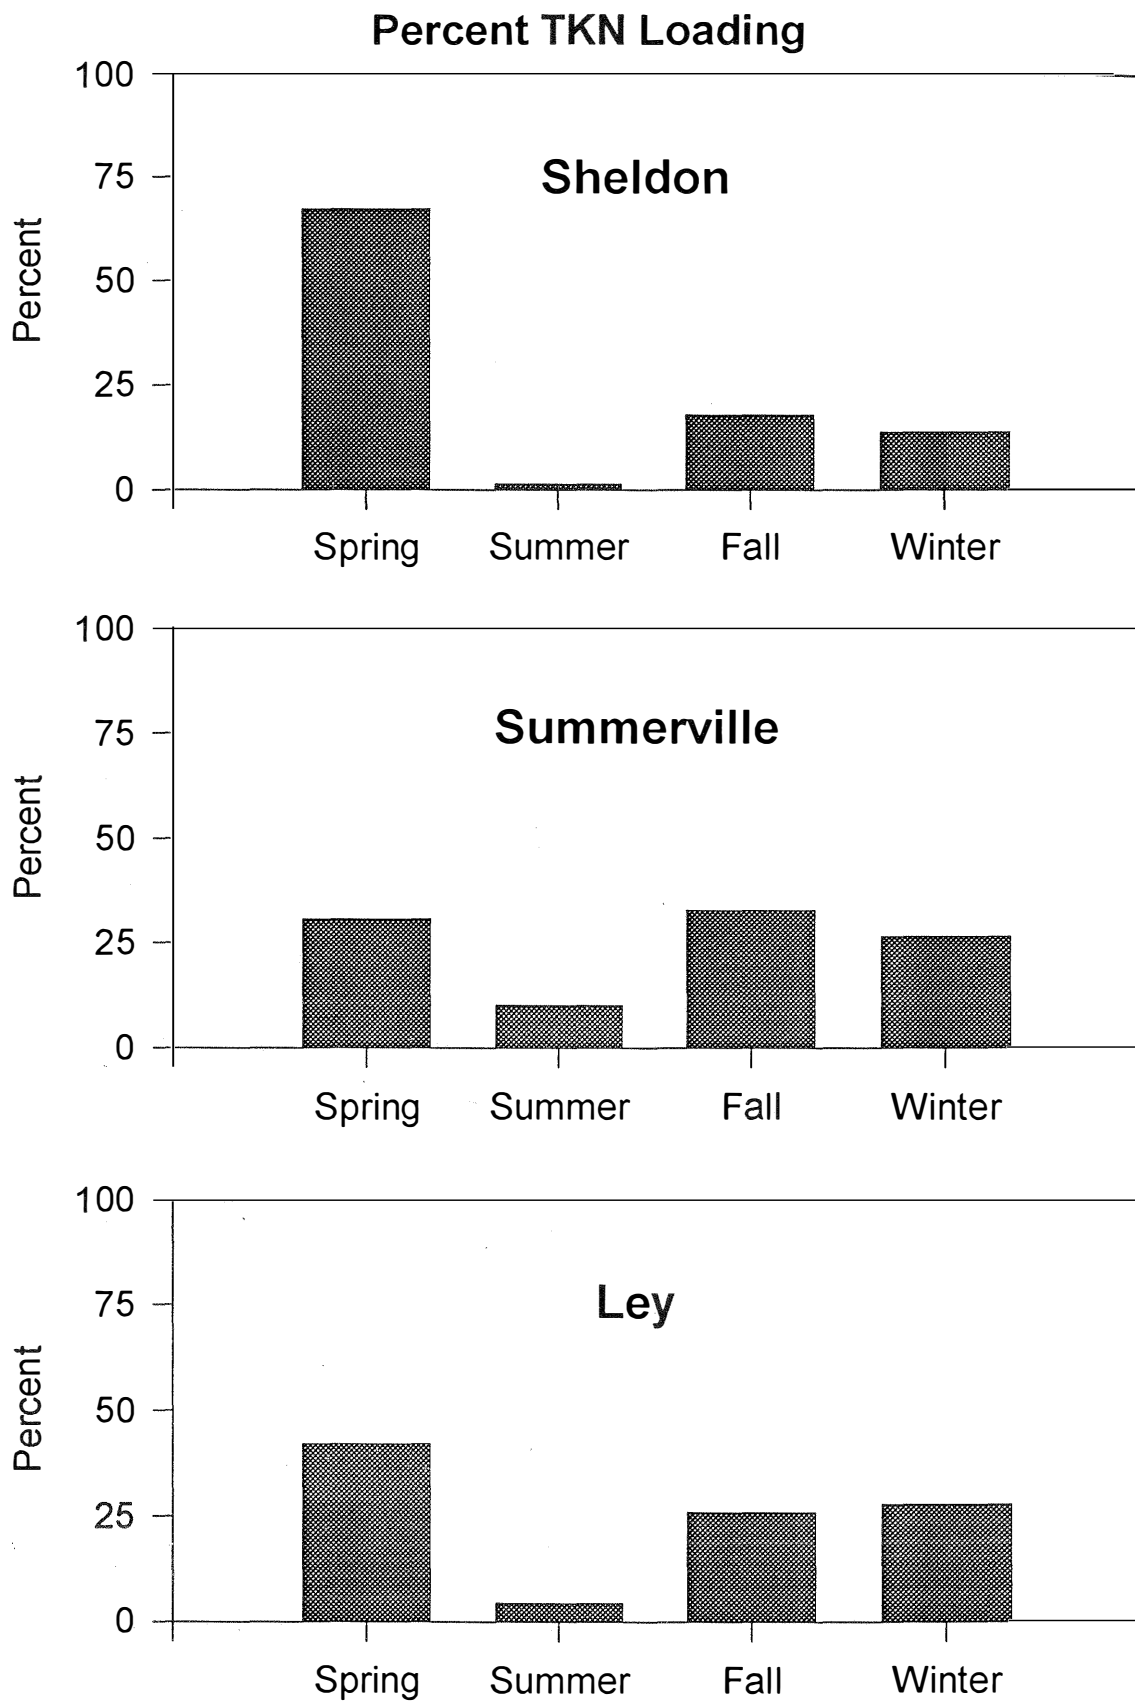 Percent TKN Loading
100
75
50
25
0
Percent
Sheldon
Spring Summer Fall Winter
100
75
50
25
0
Percent
Summerville
Spring Summer Fall Winter
100
75
50
25
0
Percent
Ley
Spring Summer Fall Winter